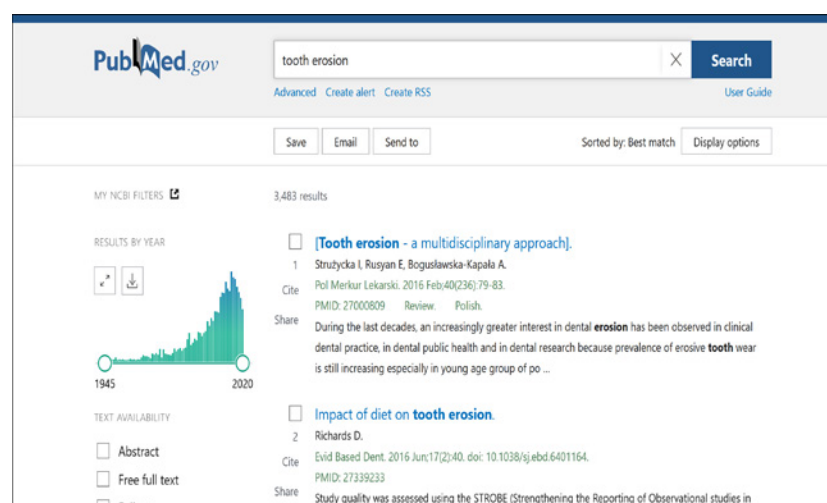 PubMed.gov
tooth erosion
Search
Advanced Create alert Create RSS
User Guide
Save Email Send to
Sorted by: Best match Display options
MY NCBI FILTERS
3,483 results
RESULTS BY YEAR
1945 2020
TEXT AVAILABILITY
Abstract
Free full text
[Tooth erosion - a multidisciplinary approach].
1
Cite
Share
Strużycka I, Rusyan E, Bogusławska-Kapała A.
Pol Merkur Lekarski. 2016 Feb;40(236):79-83.
PMID: 27000809 Review. Polish.
During the last decades, an increasingly greater interest in dental erosion has been observed in clinical
dental practice, in dental public health and in dental research because prevalence of erosive tooth wear
is still increasing especially in young age group of po ...
Impact of diet on tooth erosion.
2
Cite
Share
Richards D.
Evid Based Dent. 2016 Jun;17(2):40. doi: 10.1038/sj.ebd.6401164.
PMID: 27339233
Study quality was assessed using the STROBE (Strengthening the Reporting of Observational studies in